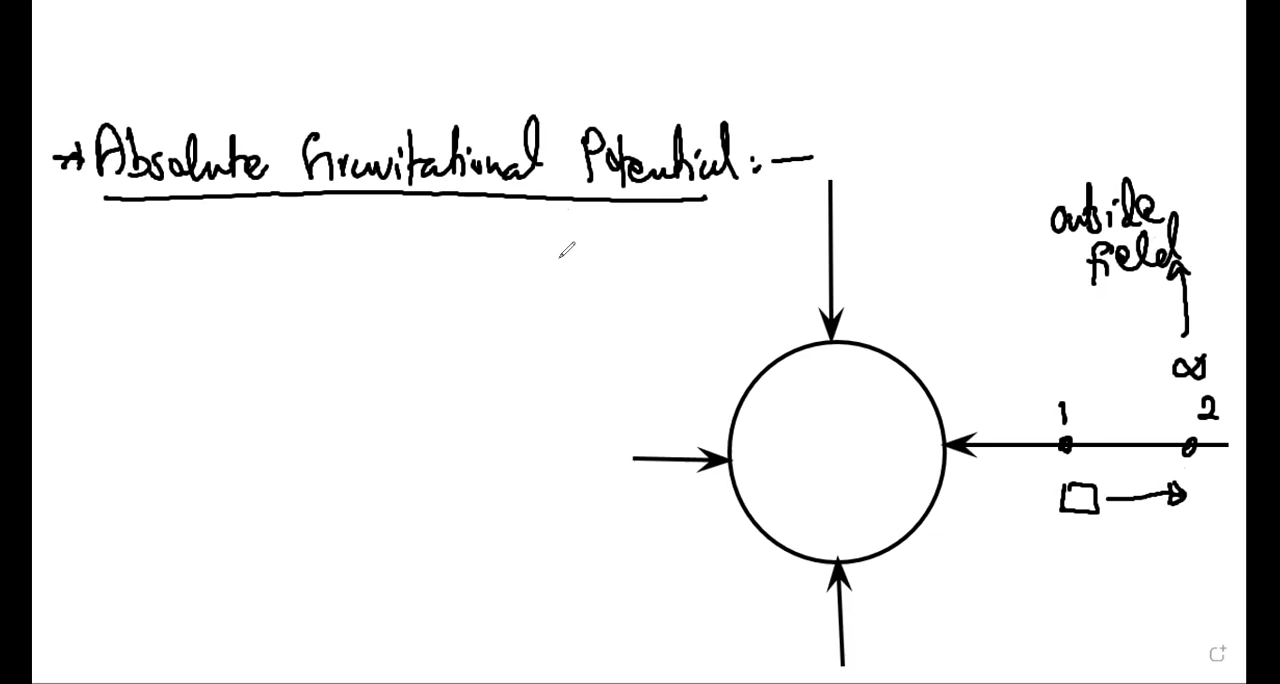 → Absolute Gravitational Potential :-
outside
field
∞
1
2